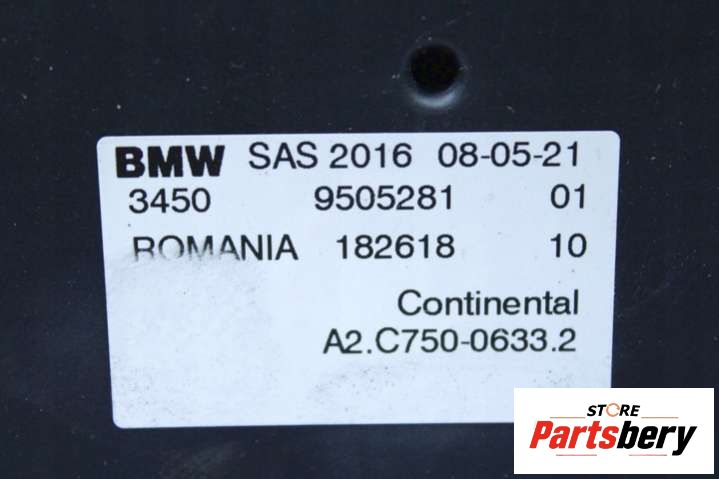 BMW SAS 2016 08-05-21
3450 9505281 01
ROMANIA 182618 10
Continental
A2.C750-0633.2
STORE
Partsbery